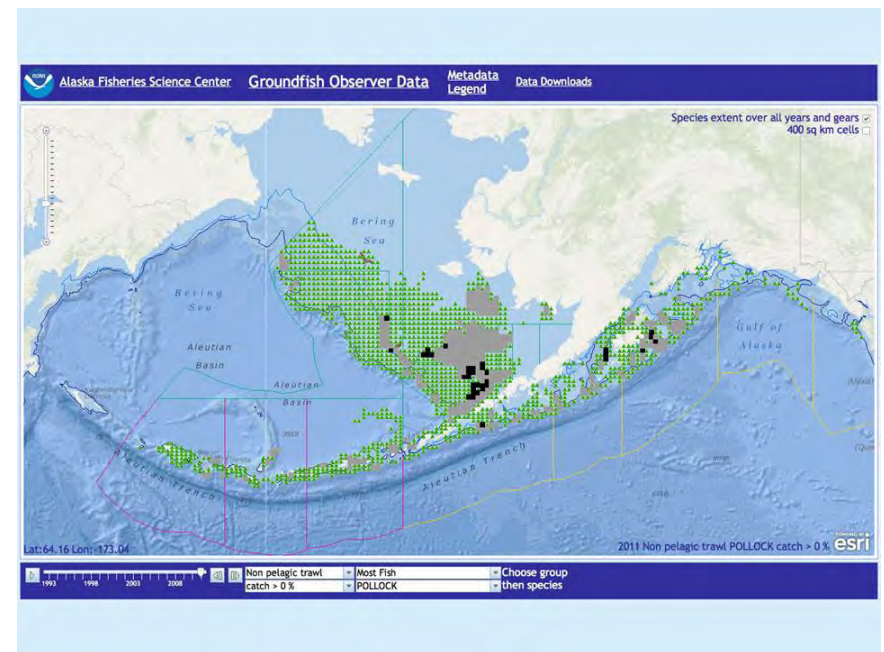 NOAA
Alaska Fisheries Science Center
Groundfish Observer Data
Metadata
Legend
Data Downloads
Species extent over all years and gears
400 sq km cells
Bering
Sea
Bering
Sea
Gulf of
Alaska
Aleutian
Basin
Aleutian
Basin
Aleutian Trench
Aleutian Trench
Lat:64.16 Lon:-173.04
2011 Non pelagic trawl POLLOCK catch > 0 %
POWERED BY
esri
1993 1998 2003 2008
Non pelagic trawl
Most Fish
Choose group
catch > 0 %
POLLOCK
then species